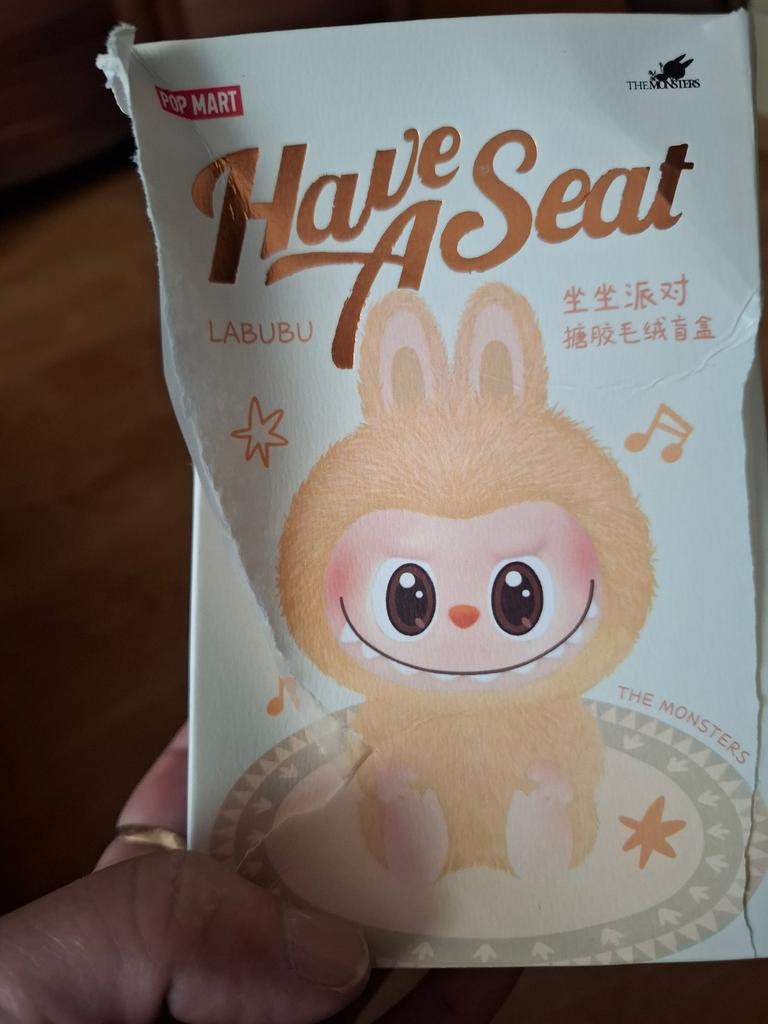 POP MART
THE MONSTERS
Have
A Seat
LABUBU
坐坐派对
搪胶毛绒盲盒
THE MONSTERS